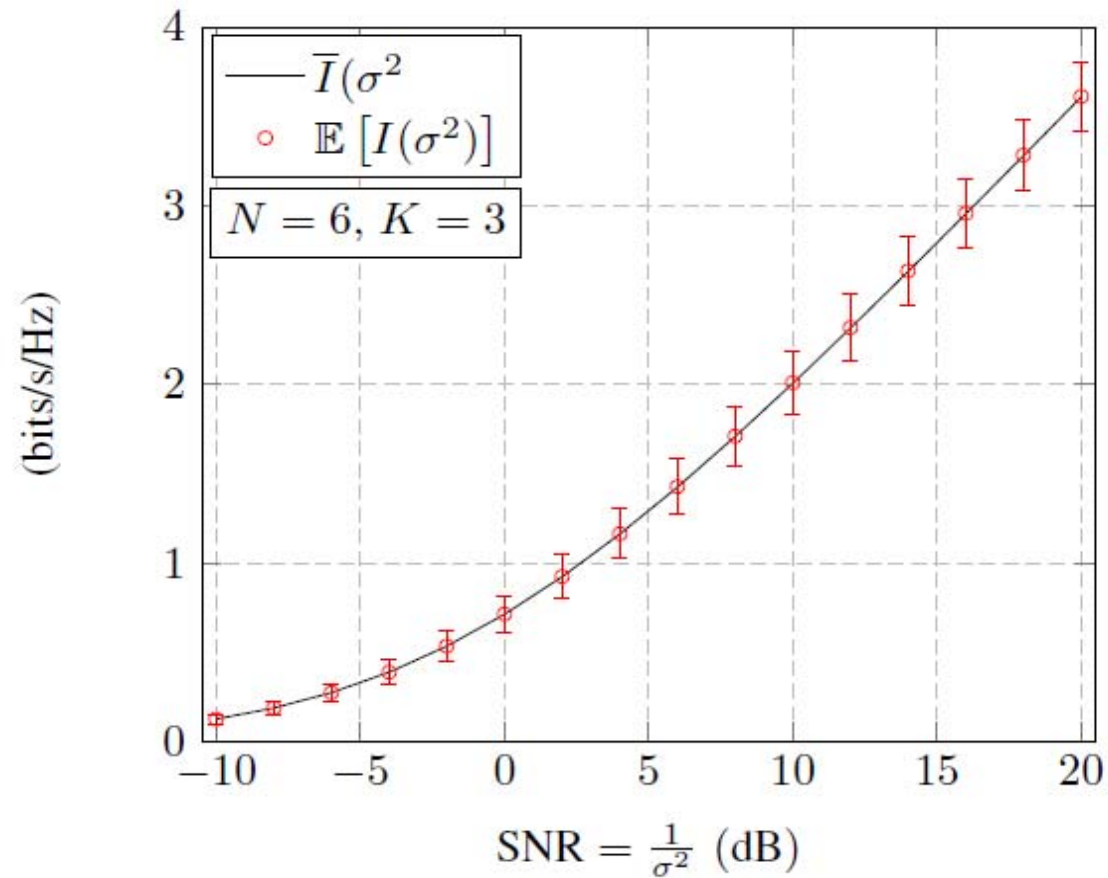 4
3
2
1
0
(bits/s/Hz)
I̅(σ²
𝔼 [I(σ²)]
N = 6, K = 3
−10 −5 0 5 10 15 20
SNR = 1/σ² (dB)